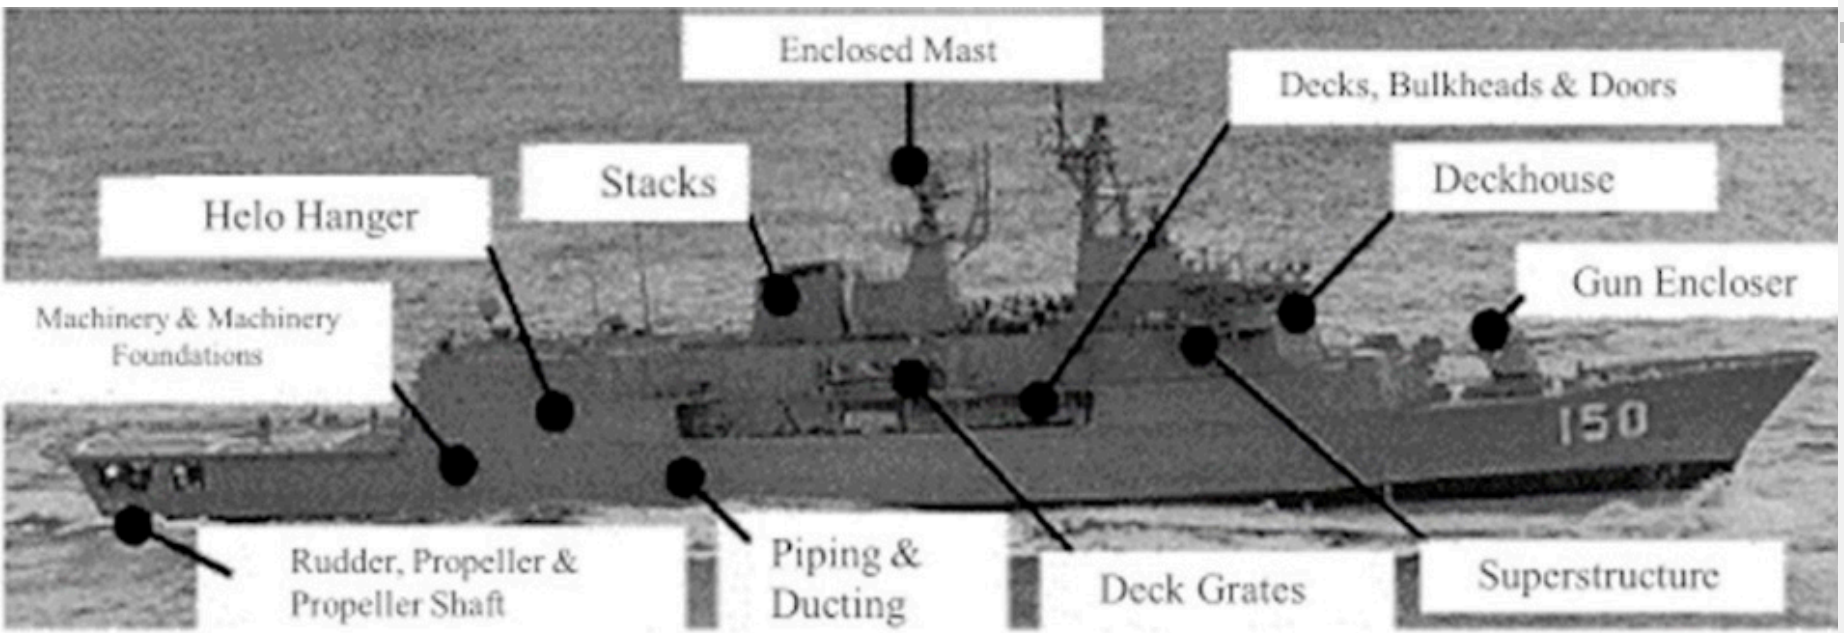 Enclosed Mast
Decks, Bulkheads & Doors
Stacks
Deckhouse
Helo Hanger
Gun Encloser
Machinery & Machinery
Foundations
150
Rudder, Propeller &
Propeller Shaft
Piping &
Ducting
Deck Grates
Superstructure